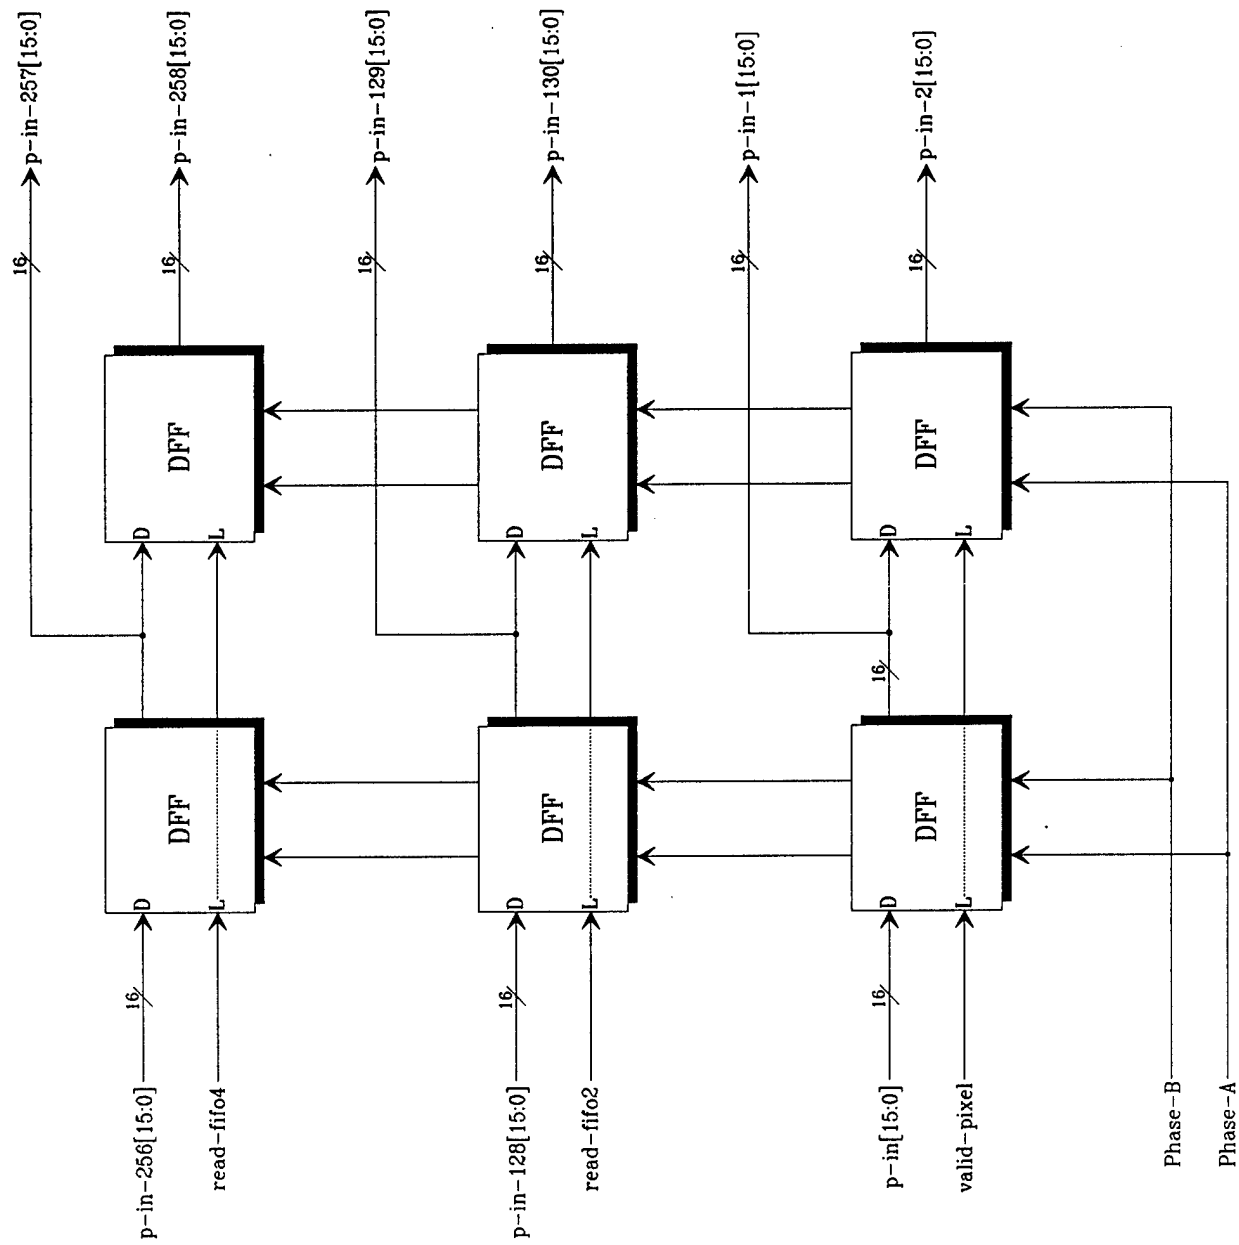 p-in-256[15:0]
16
D
DFF
D
DFF
16
p-in-257[15:0]
16
p-in-258[15:0]
read-fifo4
L
L
p-in-128[15:0]
16
D
DFF
D
DFF
16
p-in-129[15:0]
16
p-in-130[15:0]
read-fifo2
L
L
p-in[15:0]
16
D
DFF
16
D
DFF
16
p-in-1[15:0]
16
p-in-2[15:0]
valid-pixel
L
L
Phase-B
Phase-A